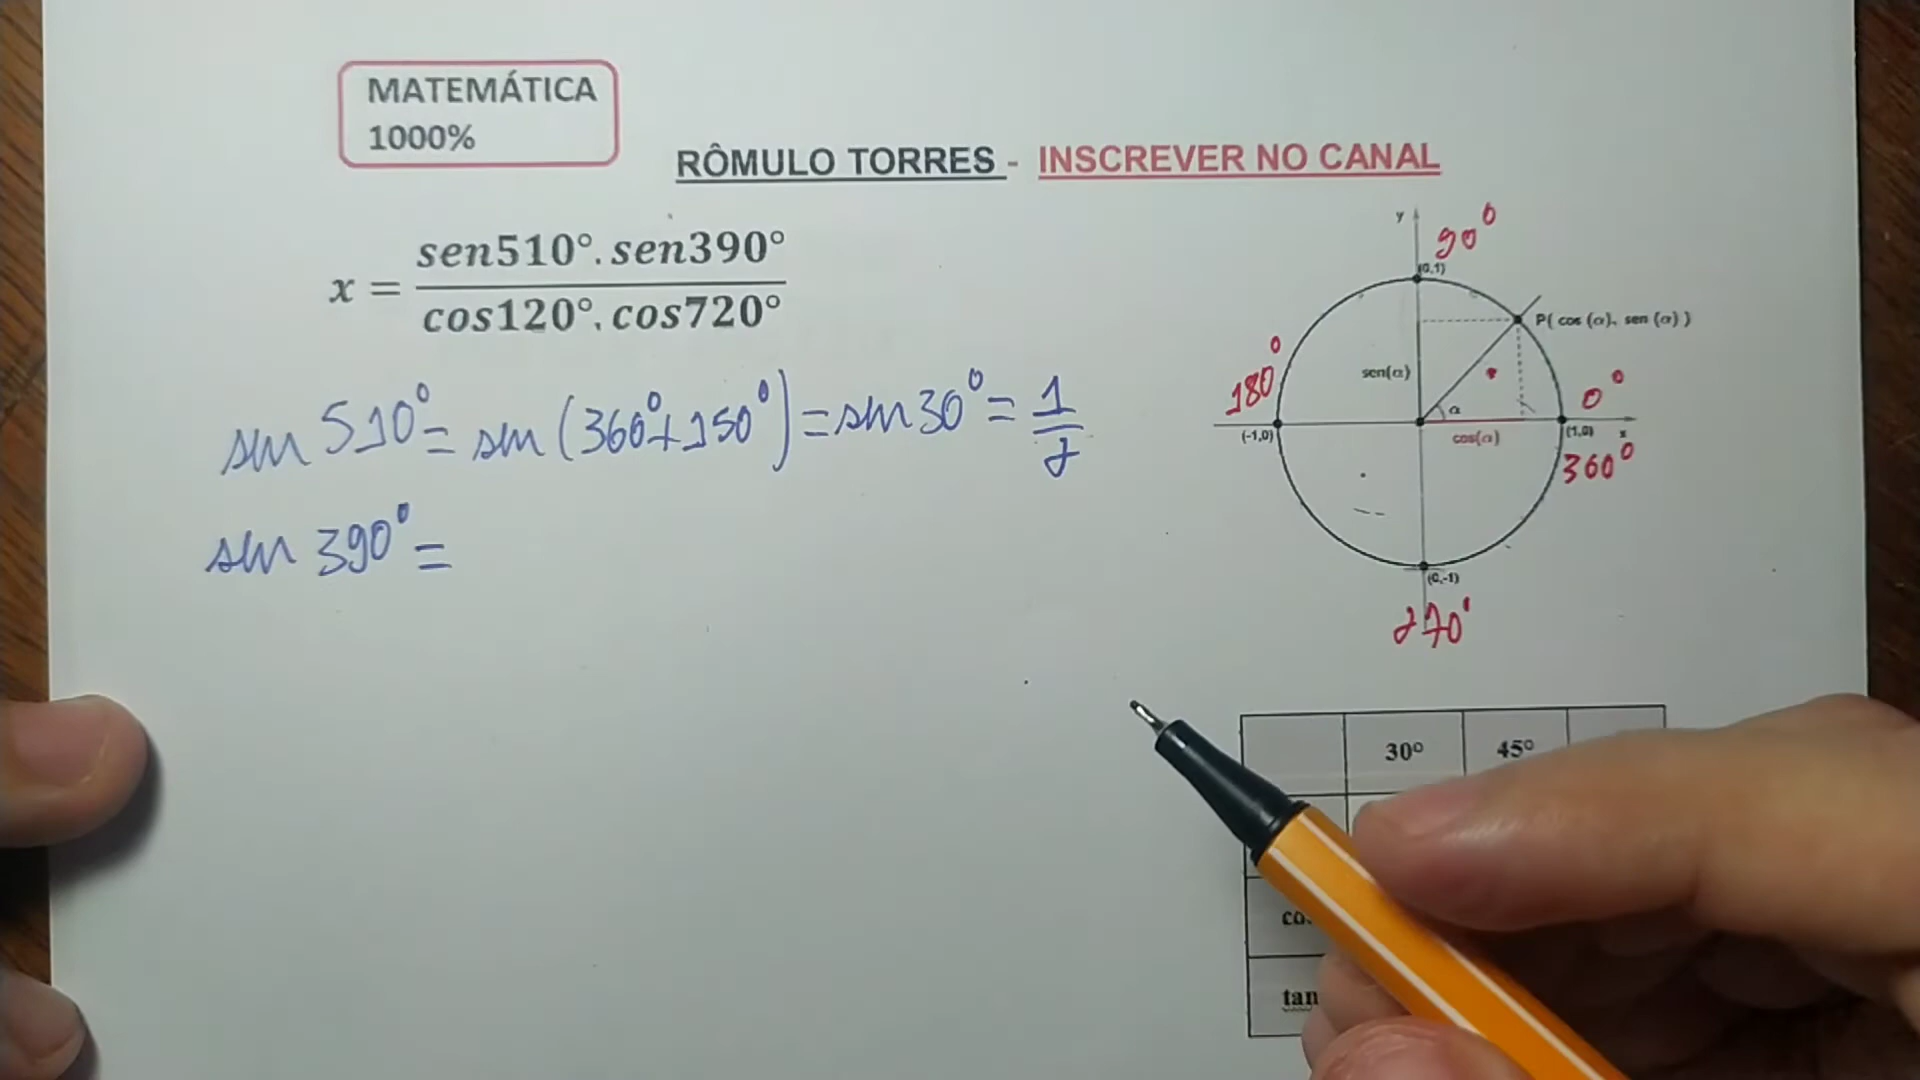 MATEMÁTICA
1000%
RÔMULO TORRES - INSCREVER NO CANAL
x = sen510°.sen390° / cos120°.cos720°
sen 510° = sen (360°+150°) = sen 30° = 1/2
sen 390° =
y
90°
(0,1)
P( cos (α), sen (α) )
180°
sen(α)
α
0°
(-1,0)
cos(α)
(1,0)
x
360°
(0,-1)
270°
30º
45º
tan